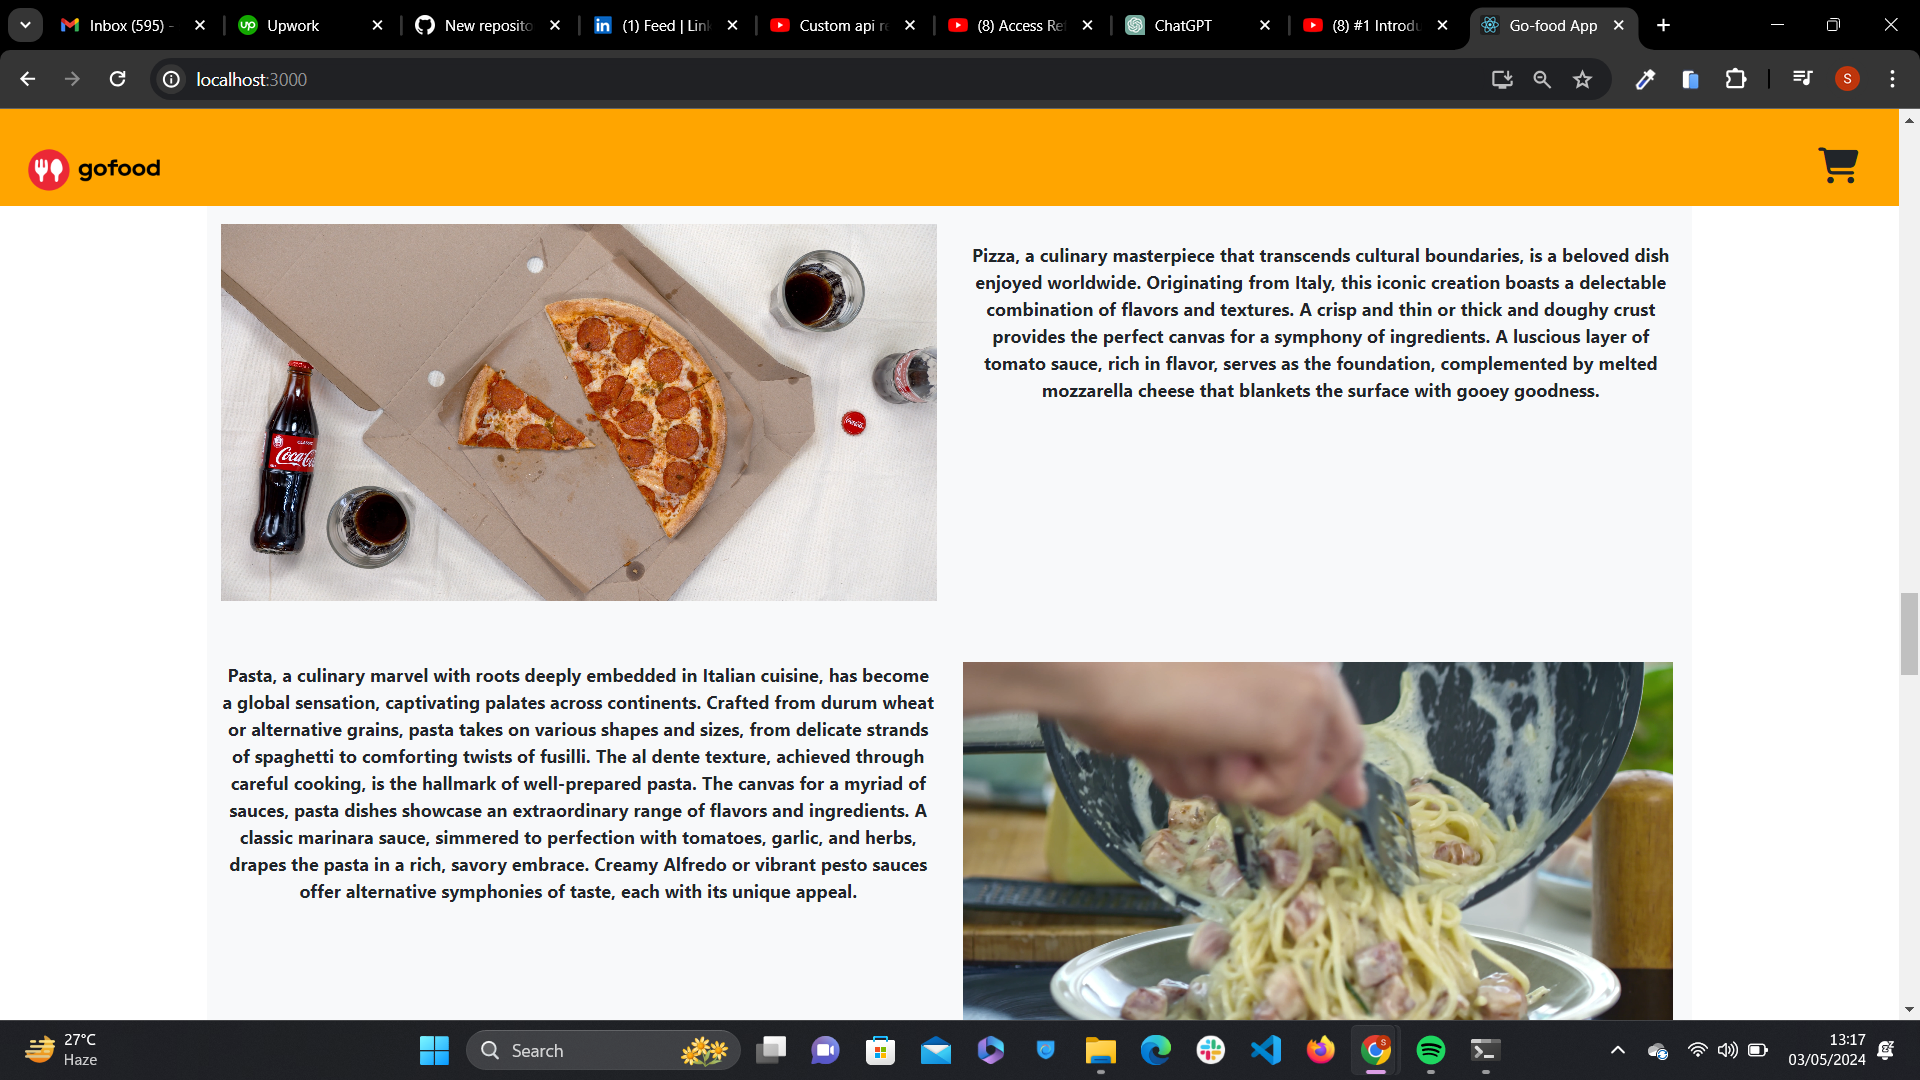 Inbox (595) -
Upwork
New reposito
(1) Feed | Link
Custom api re
(8) Access Ref
ChatGPT
(8) #1 Introdu
Go-food App
localhost:3000
S
gofood
Pizza, a culinary masterpiece that transcends cultural boundaries, is a beloved dish
enjoyed worldwide. Originating from Italy, this iconic creation boasts a delectable
combination of flavors and textures. A crisp and thin or thick and doughy crust
provides the perfect canvas for a symphony of ingredients. A luscious layer of
tomato sauce, rich in flavor, serves as the foundation, complemented by melted
mozzarella cheese that blankets the surface with gooey goodness.
Coca-Co
Pasta, a culinary marvel with roots deeply embedded in Italian cuisine, has become
a global sensation, captivating palates across continents. Crafted from durum wheat
or alternative grains, pasta takes on various shapes and sizes, from delicate strands
of spaghetti to comforting twists of fusilli. The al dente texture, achieved through
careful cooking, is the hallmark of well-prepared pasta. The canvas for a myriad of
sauces, pasta dishes showcase an extraordinary range of flavors and ingredients. A
classic marinara sauce, simmered to perfection with tomatoes, garlic, and herbs,
drapes the pasta in a rich, savory embrace. Creamy Alfredo or vibrant pesto sauces
offer alternative symphonies of taste, each with its unique appeal.
27°C
Haze
Search
13:17
03/05/2024